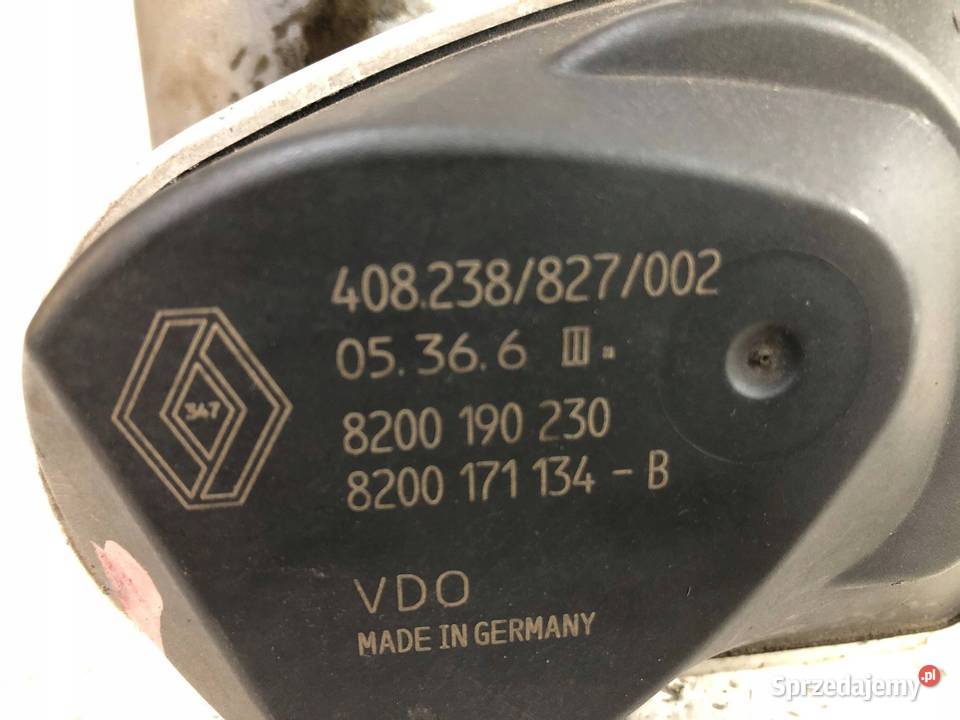 408.238/827/002
05.36.6 III.
347
8200 190 230
8200 171 134 - B
VDO
MADE IN GERMANY
Sprzedajemy.pl